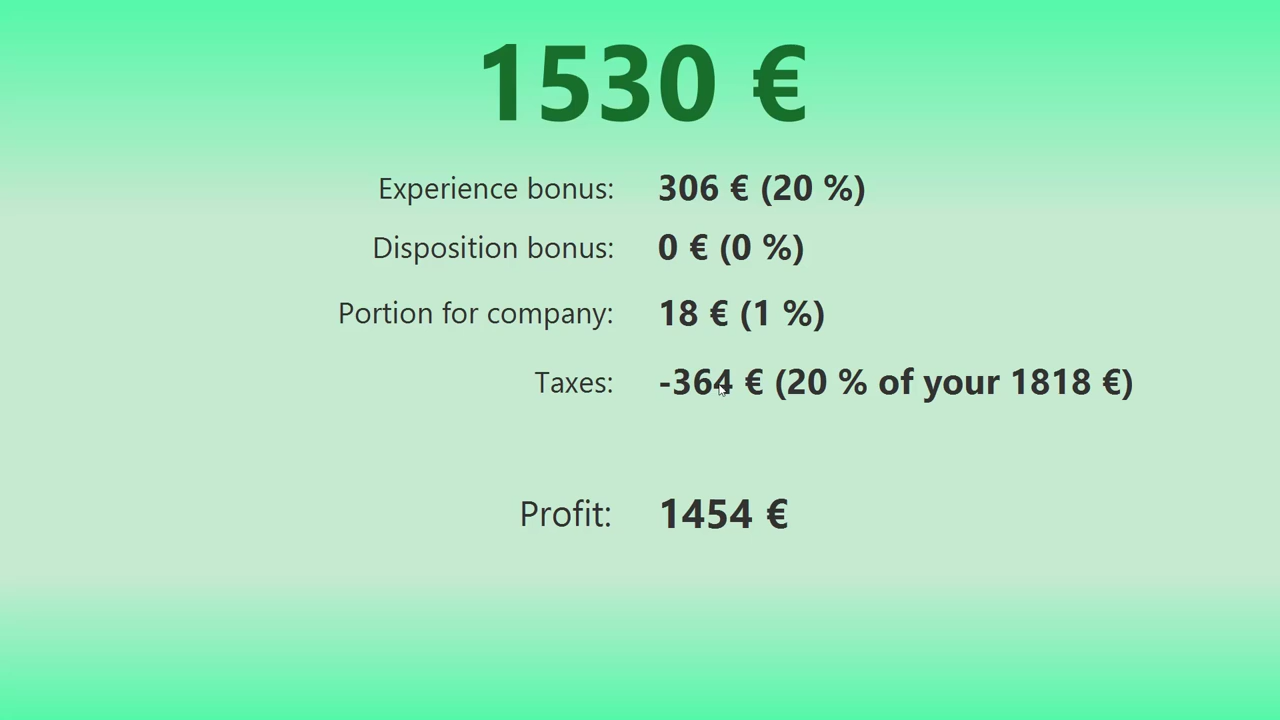 1530 €
Experience bonus: 306 € (20 %)
Disposition bonus: 0 € (0 %)
Portion for company: 18 € (1 %)
Taxes: -364 € (20 % of your 1818 €)
Profit: 1454 €